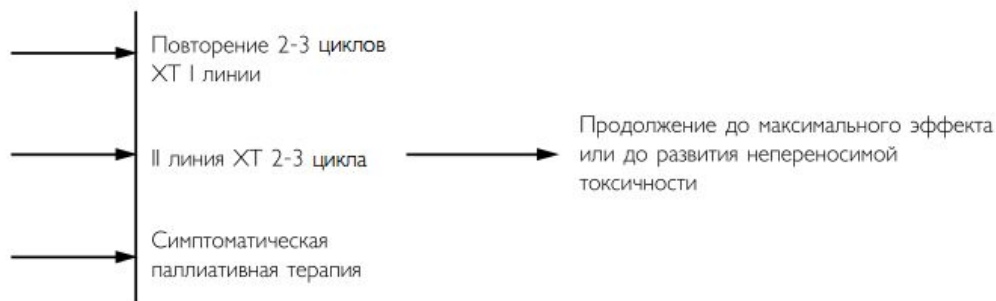 Повторение 2-3 циклов
ХТ I линии
II линия ХТ 2-3 цикла
Продолжение до максимального эффекта
или до развития непереносимой
токсичности
Симптоматическая
паллиативная терапия